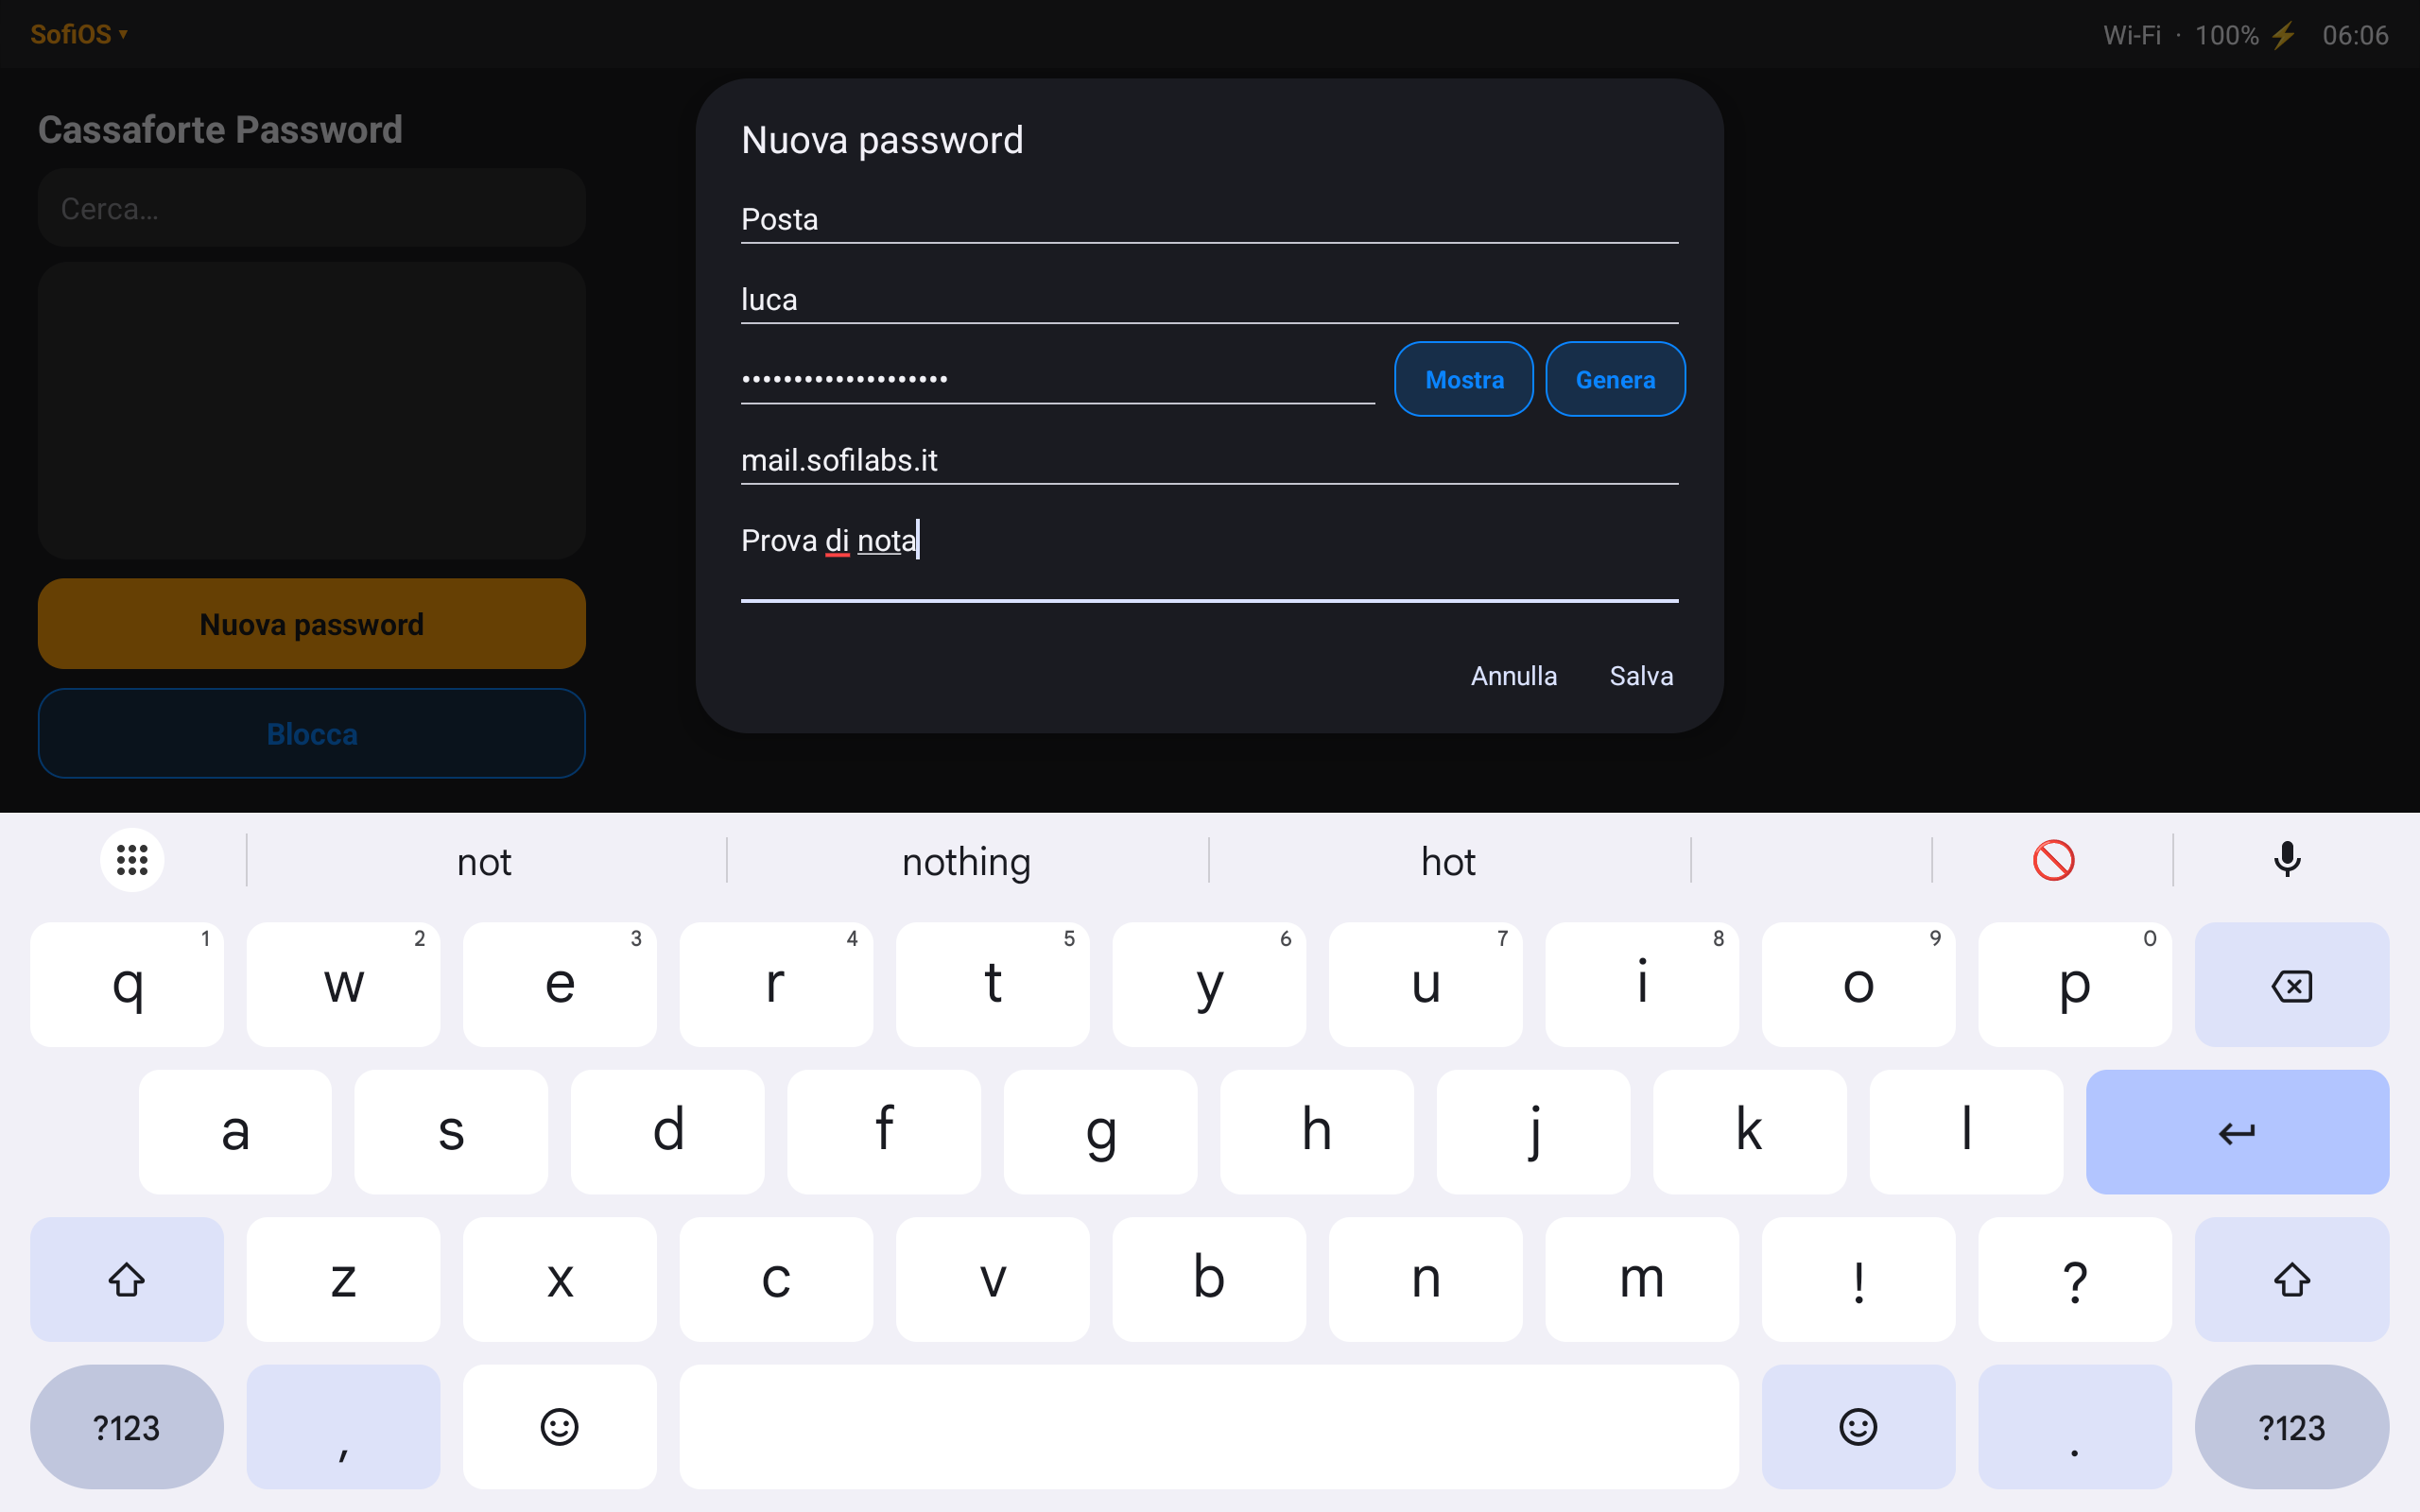 SofiOS ▾
Wi-Fi · 100% ⚡ 06:06
Cassaforte Password
Cerca...
Nuova password
Blocca
Nuova password
Posta
luca
••••••••••••••••••••
Mostra
Genera
mail.sofilabs.it
Prova di nota
Annulla
Salva
not
nothing
hot
q 1 w 2 e 3 r 4 t 5 y 6 u 7 i 8 o 9 p 0
a s d f g h j k l
z x c v b n m ! ?
?123 , . ?123